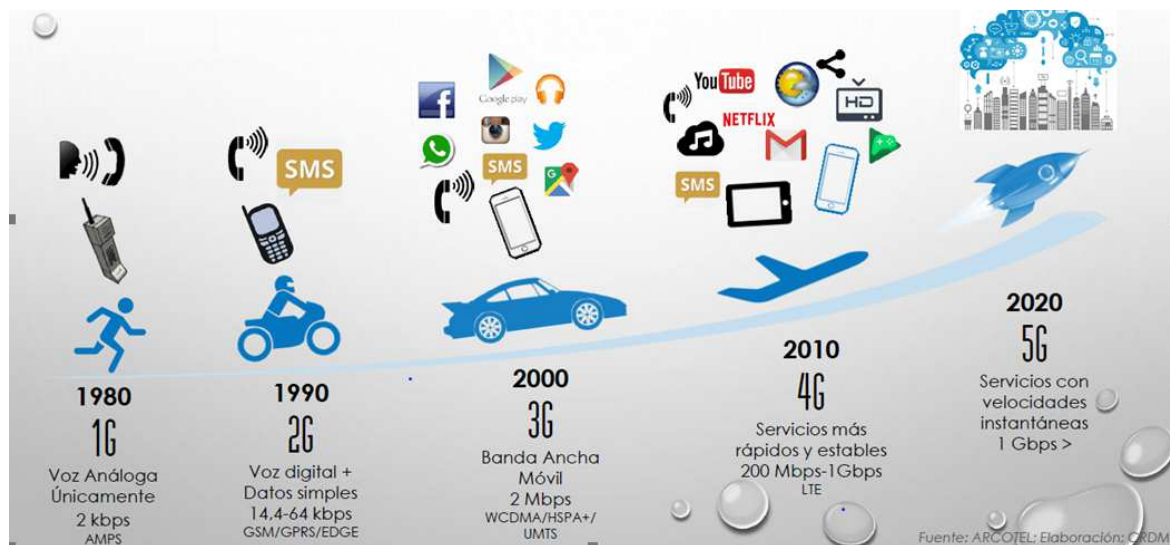 SMS
Google play
SMS
You Tube
NETFLIX
HD
SMS
1980
1G
Voz Análoga
Únicamente
2 kbps
AMPS
1990
2G
Voz digital +
Datos simples
14,4-64 kbps
GSM/GPRS/EDGE
2000
3G
Banda Ancha
Móvil
2 Mbps
WCDMA/HSPA+/
UMTS
2010
4G
Servicios más
rápidos y estables
200 Mbps-1Gbps
LTE
2020
5G
Servicios con
velocidades
instantáneas
1 Gbps >
Fuente: ARCOTEL; Elaboración: CRDM